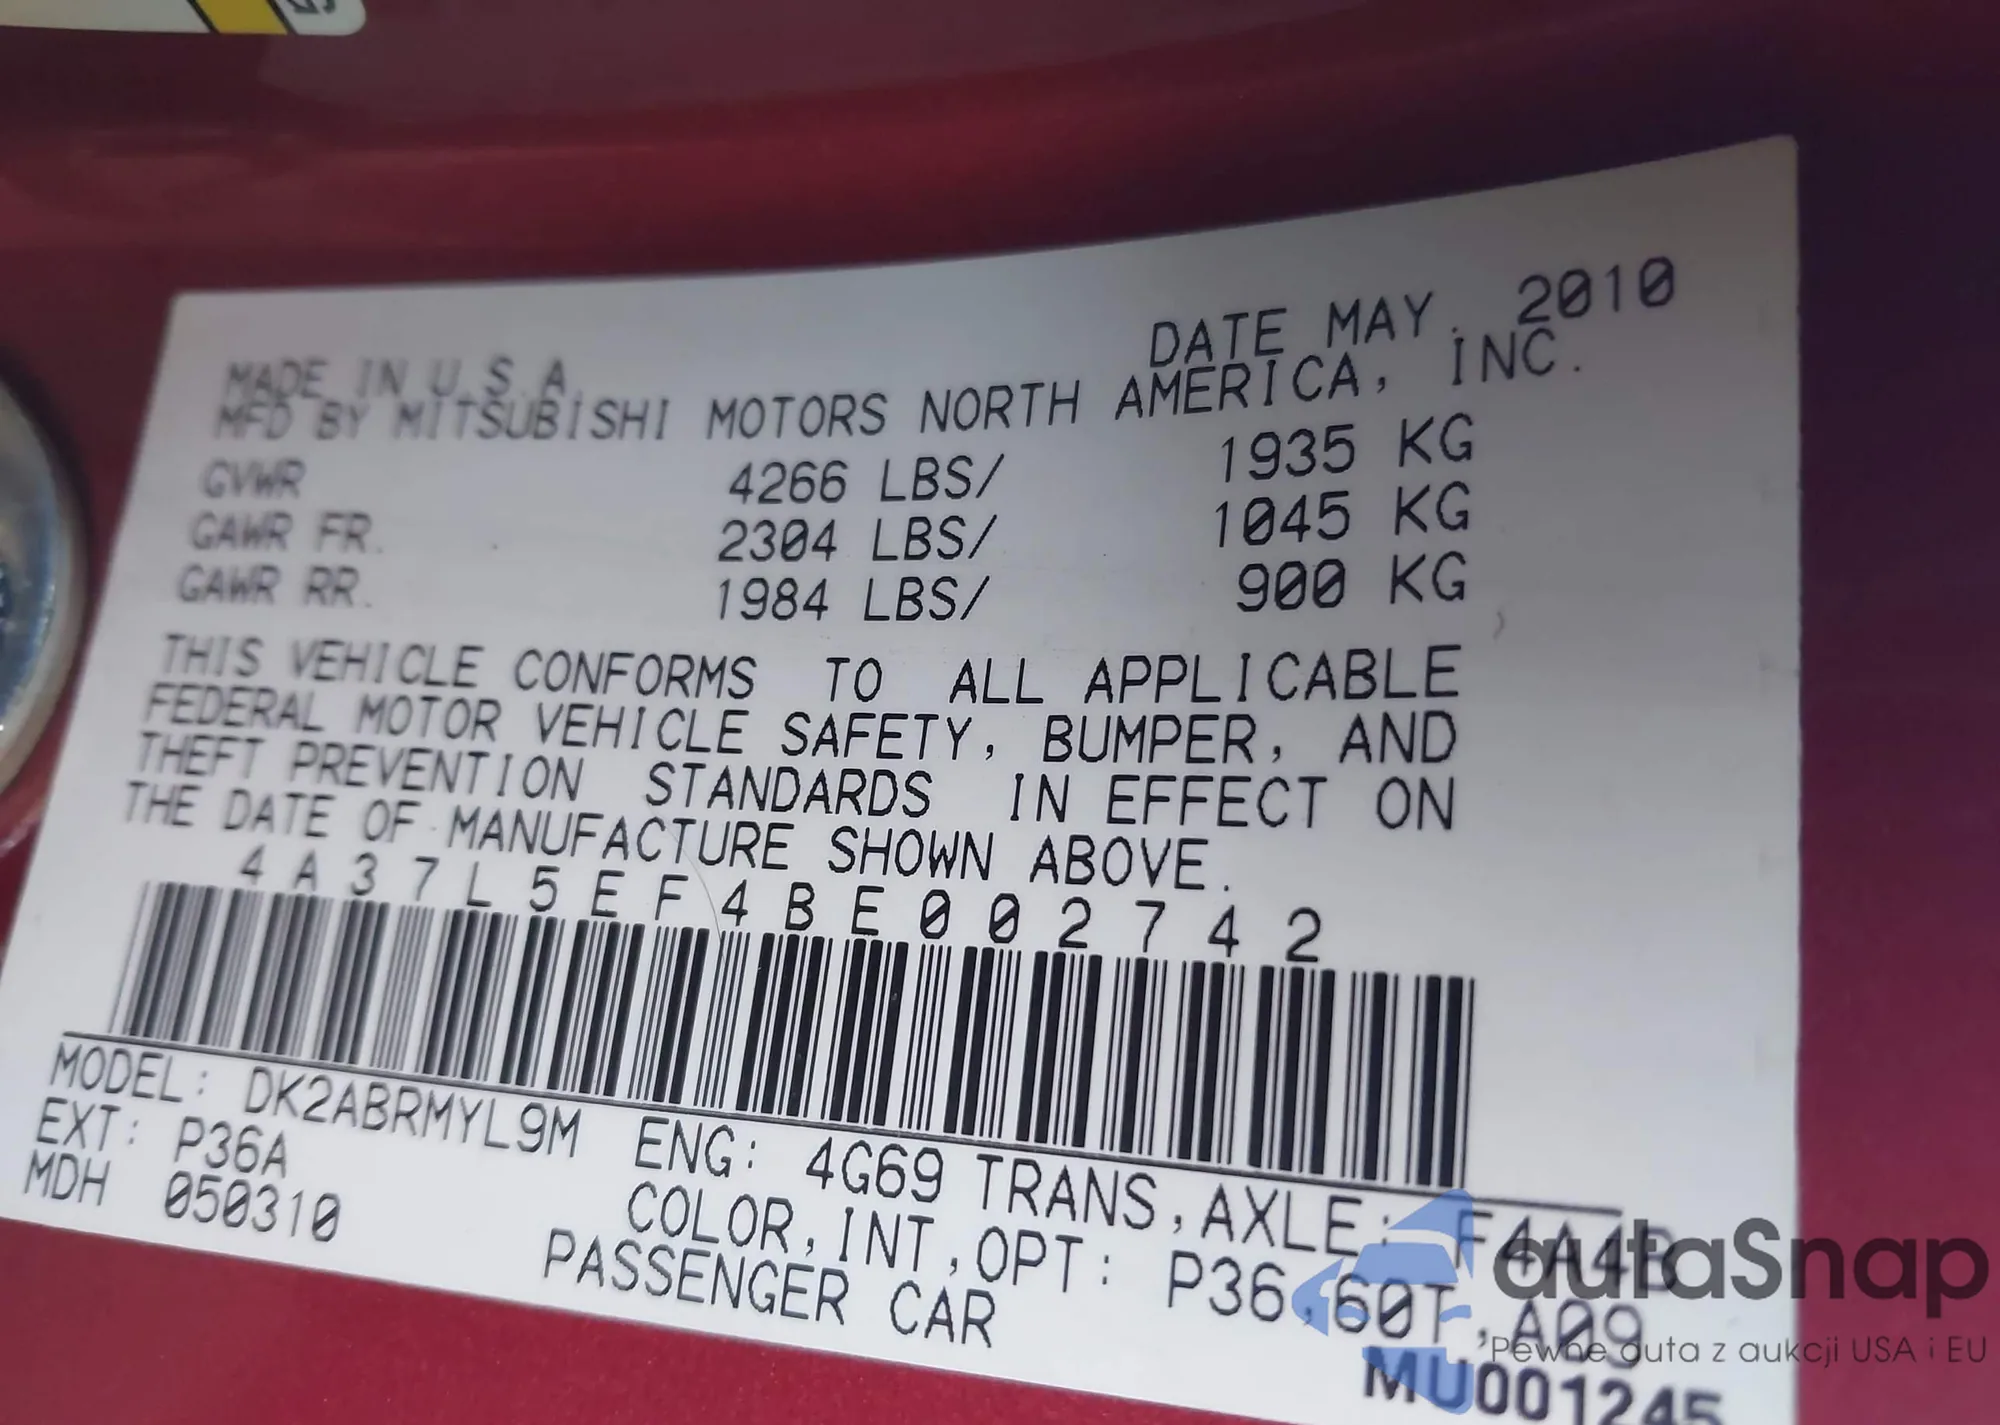 DATE MAY. 2010
MADE IN U.S.A.
MFD BY MITSUBISHI MOTORS NORTH AMERICA, INC.
GVWR 4266 LBS/ 1935 KG
GAWR FR. 2304 LBS/ 1045 KG
GAWR RR. 1984 LBS/ 900 KG
THIS VEHICLE CONFORMS TO ALL APPLICABLE
FEDERAL MOTOR VEHICLE SAFETY, BUMPER, AND
THEFT PREVENTION STANDARDS IN EFFECT ON
THE DATE OF MANUFACTURE SHOWN ABOVE.
4A37L5EF4BE002742
MODEL: DK2ABRMYL9M ENG: 4G69 TRANS,AXLE: F4A4B
EXT: P36A COLOR,INT,OPT: P36,60T,A09
MDH 050310 PASSENGER CAR
MU001245
autaSnap
Pewne auta z aukcji USA i EU